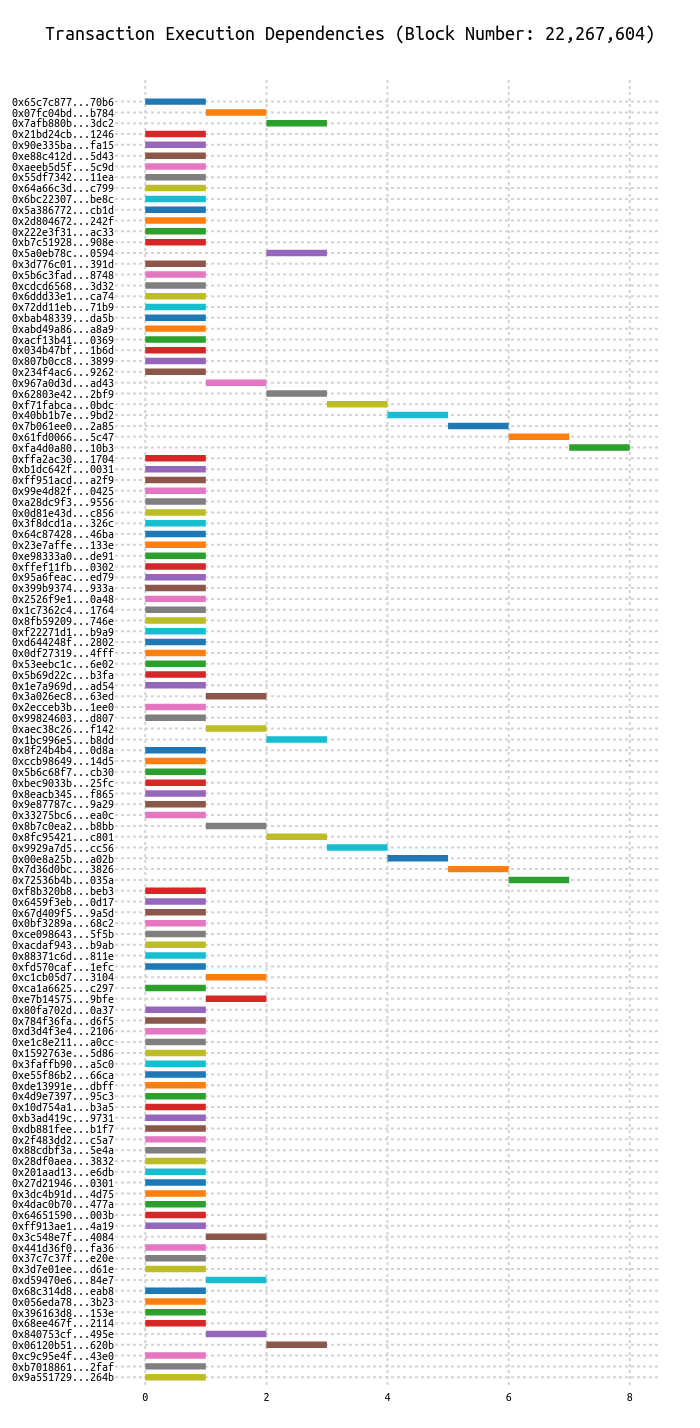 Transaction Execution Dependencies (Block Number: 22,267,604)
0x65c7c877...70b6
0x07fc04bd...b784
0x7afb880b...3dc2
0x21bd24cb...1246
0x90e335ba...fa15
0xe88c412d...5d43
0xaeeb5d5f...5c9d
0x55df7342...11ea
0x64a66c3d...c799
0x6bc22307...be8c
0x5a386772...cb1d
0x2d804672...242f
0x222e3f31...ac33
0xb7c51928...908e
0x5a0eb78c...0594
0x3d776c01...391d
0x5b6c3fad...8748
0xcdcd6568...3d32
0x6ddd33e1...ca74
0x72dd11eb...71b9
0xbab48339...da5b
0xabd49a86...a8a9
0xacf13b41...0369
0x034b47bf...1b6d
0x807b0cc8...3899
0x234f4ac6...9262
0x967a0d3d...ad43
0x62803e42...2bf9
0xf71fabca...0bdc
0x40bb1b7e...9bd2
0x7b061ee0...2a85
0x61fd0066...5c47
0xfa4d0a80...10b3
0xffa2ac30...1704
0xb1dc642f...0031
0xff951acd...a2f9
0x99e4d82f...0425
0xa28dc9f3...9556
0x0d81e43d...c856
0x3f8dcd1a...326c
0x64c87428...46ba
0x23e7affe...133e
0xe98333a0...de91
0xffef11fb...0302
0x95a6feac...ed79
0x399b9374...933a
0x2526f9e1...0a48
0x1c7362c4...1764
0x8fb59209...746e
0xf22271d1...b9a9
0xd644248f...2802
0x0df27319...4fff
0x53eebc1c...6e02
0x5b69d22c...b3fa
0x1e7a969d...ad54
0x3a026ec8...63ed
0x2ecceb3b...1ee0
0x99824603...d807
0xaec38c26...f142
0x1bc996e5...b8dd
0x8f24b4b4...0d8a
0xccb98649...14d5
0x5b6c68f7...cb30
0xbec9033b...25fc
0x8eacb345...f865
0x9e87787c...9a29
0x33275bc6...ea0c
0x8b7c0ea2...b8bb
0x8fc95421...c801
0x9929a7d5...cc56
0x00e8a25b...a02b
0x7d36d0bc...3826
0x72536b4b...035a
0xf8b320b8...beb3
0x6459f3eb...0d17
0x67d409f5...9a5d
0x0bf3289a...68c2
0xce098643...5f5b
0xacdaf943...b9ab
0x88371c6d...811e
0xfd570caf...1efc
0xc1cb05d7...3104
0xca1a6625...c297
0xe7b14575...9bfe
0x80fa702d...0a37
0x784f36fa...d6f5
0xd3d4f3e4...2106
0xe1c8e211...a0cc
0x1592763e...5d86
0x3faffb90...a5c0
0xe55f86b2...66ca
0xde13991e...dbff
0x4d9e7397...95c3
0x10d754a1...b3a5
0xb3ad419c...9731
0xdb881fee...b1f7
0x2f483dd2...c5a7
0x88cdbf3a...5e4a
0x28df0aea...3832
0x201aad13...e6db
0x27d21946...0301
0x3dc4b91d...4d75
0x4dac0b70...477a
0x64651590...003b
0xff913ae1...4a19
0x3c548e7f...4084
0x441d36f0...fa36
0x37c7c37f...e20e
0x3d7e01ee...d61e
0xd59470e6...84e7
0x68c314d8...eab8
0x056eda78...3b23
0x396163d8...153e
0x68ee467f...2114
0x840753cf...495e
0x06120b51...620b
0xc9c95e4f...43e0
0xb7018861...2faf
0x9a551729...264b
0 2 4 6 8